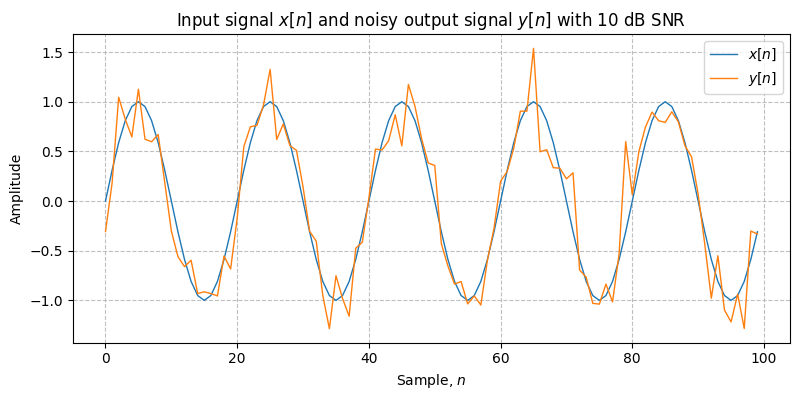 Input signal x[n] and noisy output signal y[n] with 10 dB SNR
x[n]
y[n]
Amplitude
1.5
1.0
0.5
0.0
−0.5
−1.0
0 20 40 60 80 100
Sample, n